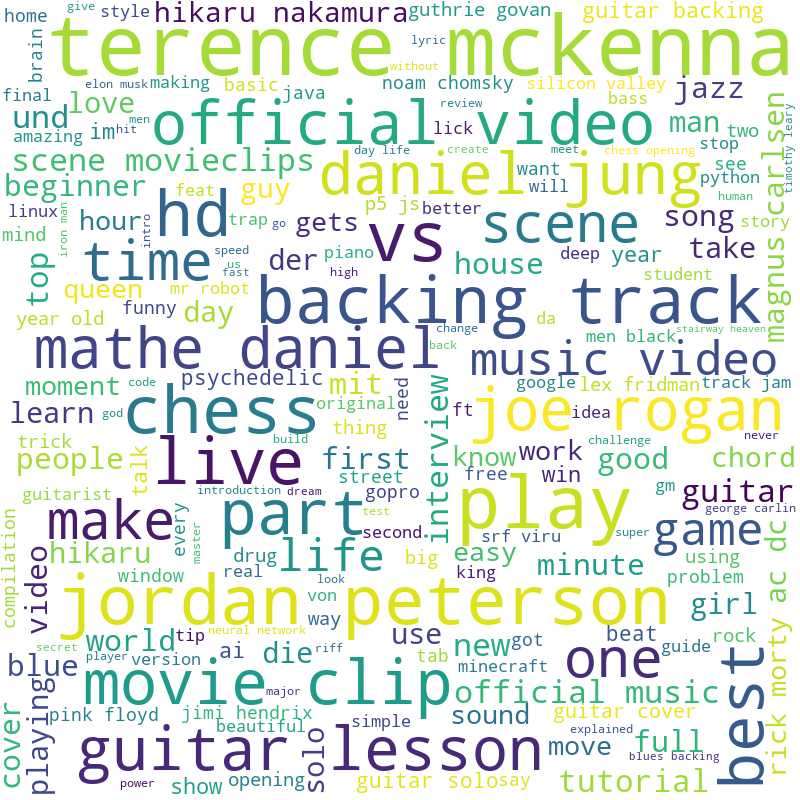 home
give
style
hikaru nakamura
guthrie govan
guitar backing
terence mckenna
lyric
without
brain
elon musk
making
basic
noam chomsky
silicon valley
jazz
final
love
java
bass
und
official video
man
two
amazing
im
hit
men
review
lick
timothy leary
scene movieclips
day life
create
meet
chess opening
stop
want
see
beginner
guy
feat
daniel jung
will
python
magnus carlsen
linux
hd
p5 js
better
human
mind
iron man
hour
trap
gets
scene
song
story
intro
go
vs
time
speed
us
fast
der
piano
high
house
deep
year
take
top
queen
mr robot
student
year old
funny
day
backing track
da
mathe daniel
change
men black
stairway heaven
back
music video
moment
code
psychedelic
mit
need
google
lex fridman
track jam
learn
god
chess
original
thing
interview
ft
joe rogan
idea
trick
build
challenge
never
people
talk
live
first
know
work
good
chord
guitarist
introduction
dream
street
gopro
free
win
gm
guitar
george carlin
compilation
make
every
master
part
test
second
play
super
game
video
hikaru
drug
life
srf viru
big
easy
minute
using
window
real
look
king
problem
rick morty ac dc
secret
jordan peterson
von
girl
neural network
way
world
tip
use
new
got
beat
guide
rock
blue
player
version
ai
die
riff
tab
minecraft
one
best
cover
playing
movie clip
major
official music
pink floyd
jimi hendrix
beautiful
simple
sound
guitar cover
explained
guitar lesson
solo
move
full
blues backing
power
show
opening
guitar solo
say
tutorial